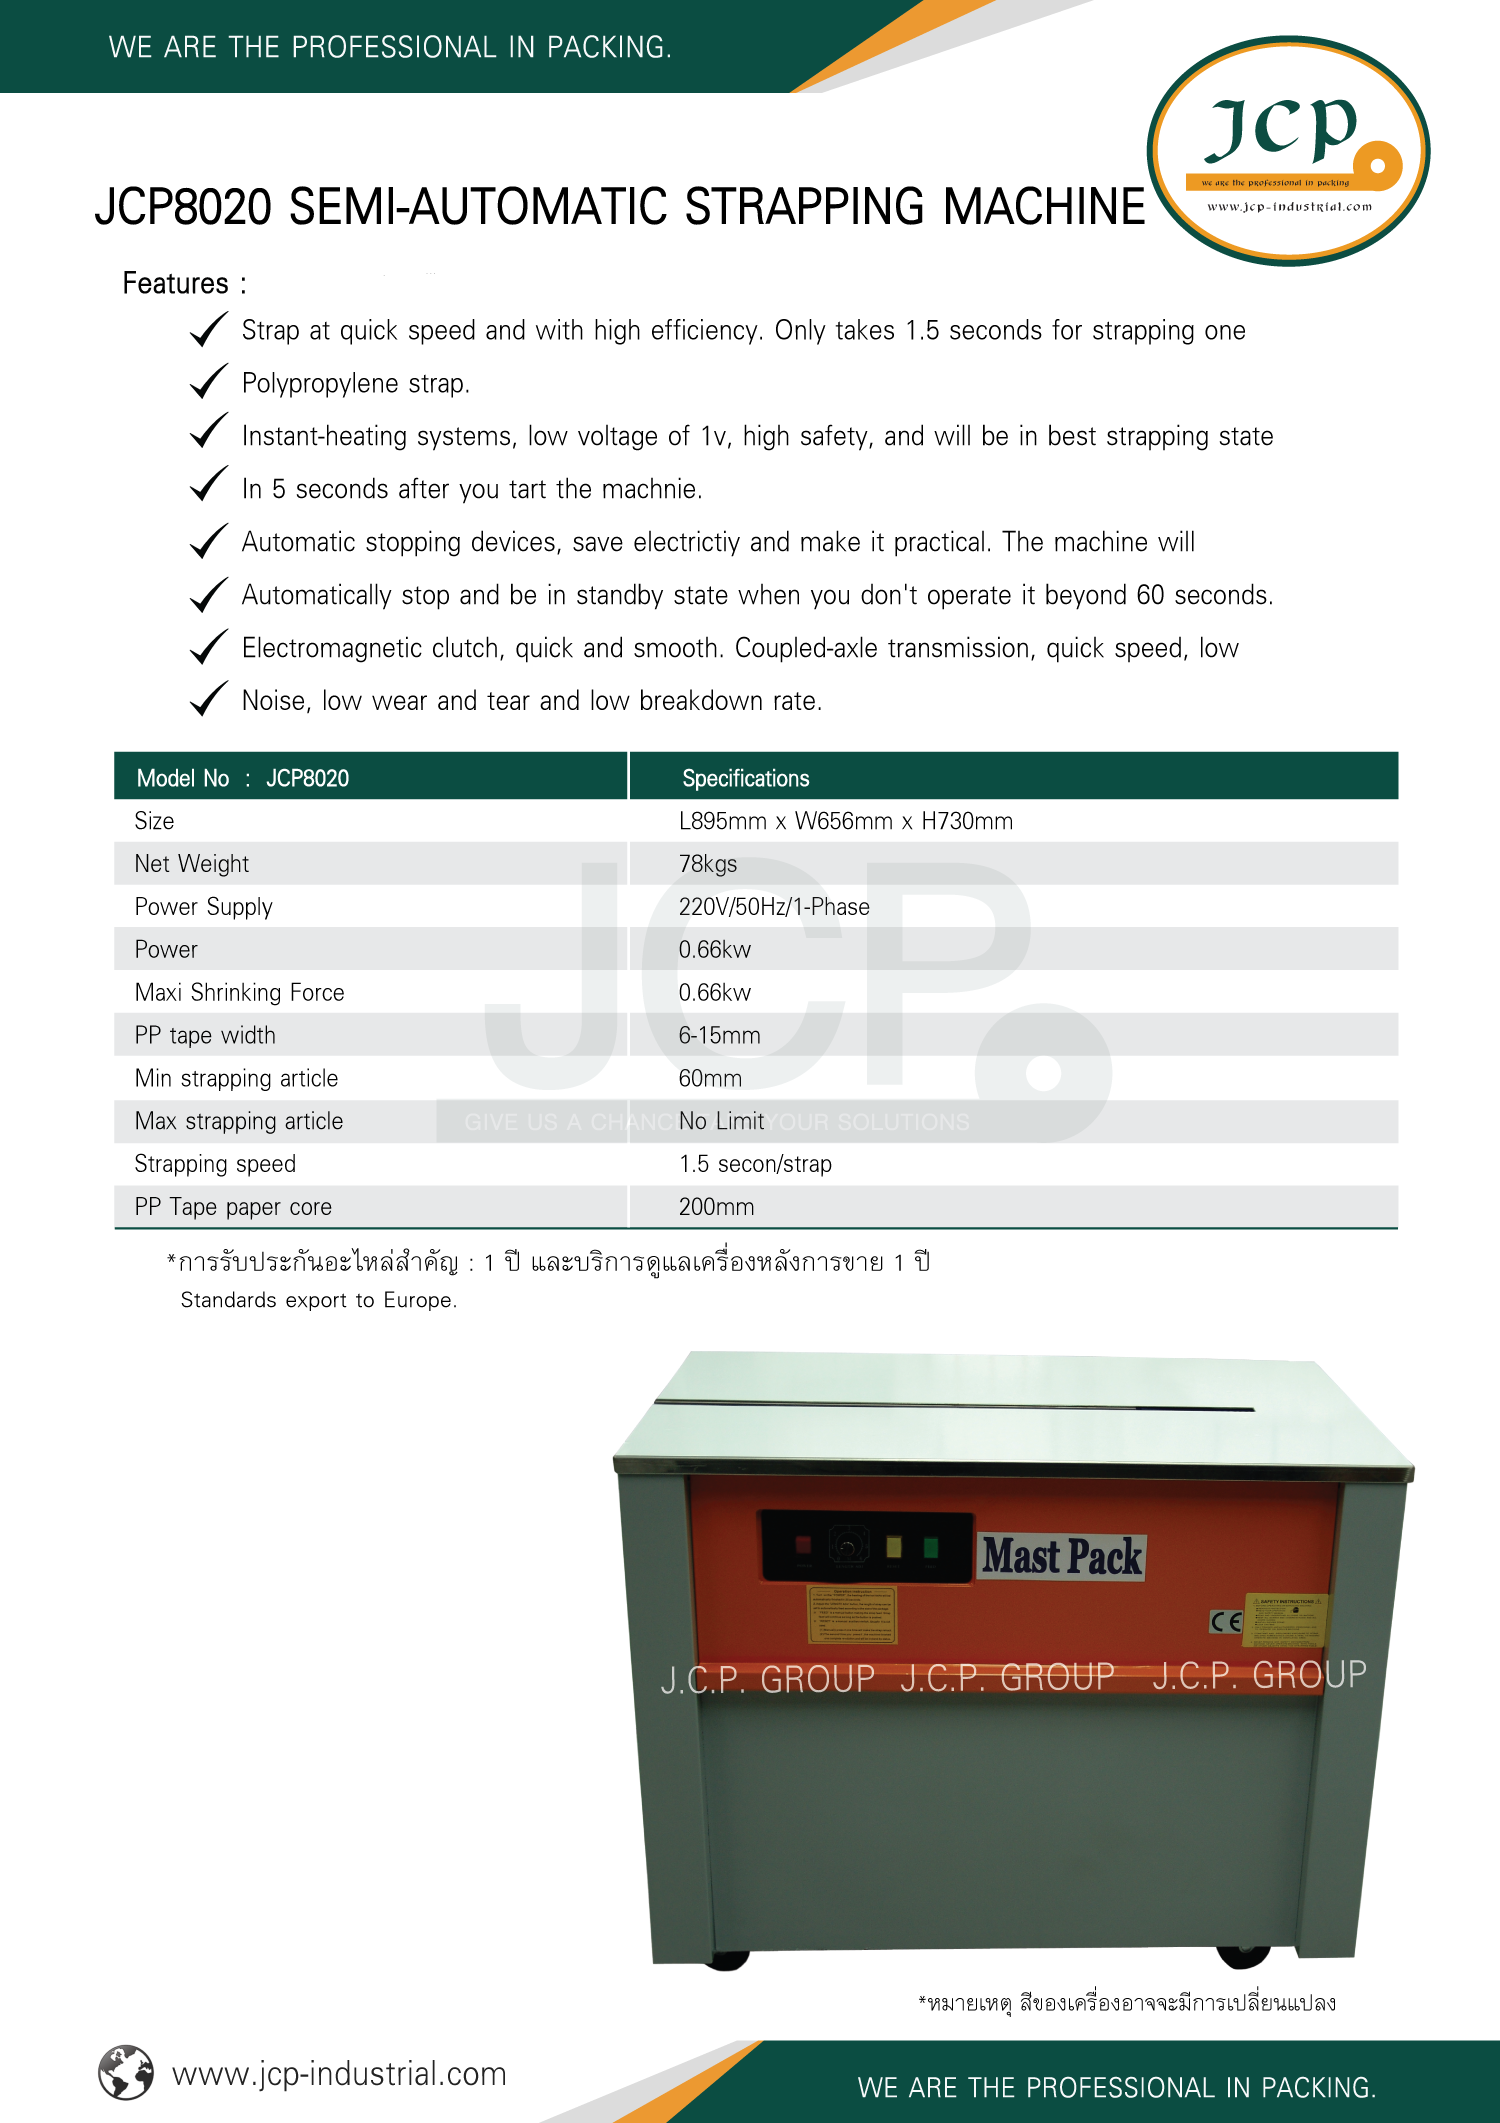 WE ARE THE PROFESSIONAL IN PACKING.
JCP
we are the professional in packing
www.jcp-industrial.com
JCP8020 SEMI-AUTOMATIC STRAPPING MACHINE
Features :
Strap at quick speed and with high efficiency. Only takes 1.5 seconds for strapping one
Polypropylene strap.
Instant-heating systems, low voltage of 1v, high safety, and will be in best strapping state
In 5 seconds after you tart the machnie.
Automatic stopping devices, save electrictiy and make it practical. The machine will
Automatically stop and be in standby state when you don't operate it beyond 60 seconds.
Electromagnetic clutch, quick and smooth. Coupled-axle transmission, quick speed, low
Noise, low wear and tear and low breakdown rate.
Model No : JCP8020 Specifications
Size L895mm x W656mm x H730mm
Net Weight 78kgs
Power Supply 220V/50Hz/1-Phase
Power 0.66kw
Maxi Shrinking Force 0.66kw
PP tape width 6-15mm
Min strapping article 60mm
Max strapping article No Limit
Strapping speed 1.5 secon/strap
PP Tape paper core 200mm
JCP
GIVE US A CHANCE YOUR SOLUTIONS
*การรับประกันอะไหล่สำคัญ : 1 ปี และบริการดูแลเครื่องหลังการขาย 1 ปี
Standards export to Europe.
Mast Pack
Operation Instruction
SAFETY INSTRUCTIONS
CE
J.C.P. GROUP J.C.P. GROUP J.C.P. GROUP
*หมายเหตุ สีของเครื่องอาจจะมีการเปลี่ยนแปลง
www.jcp-industrial.com
WE ARE THE PROFESSIONAL IN PACKING.